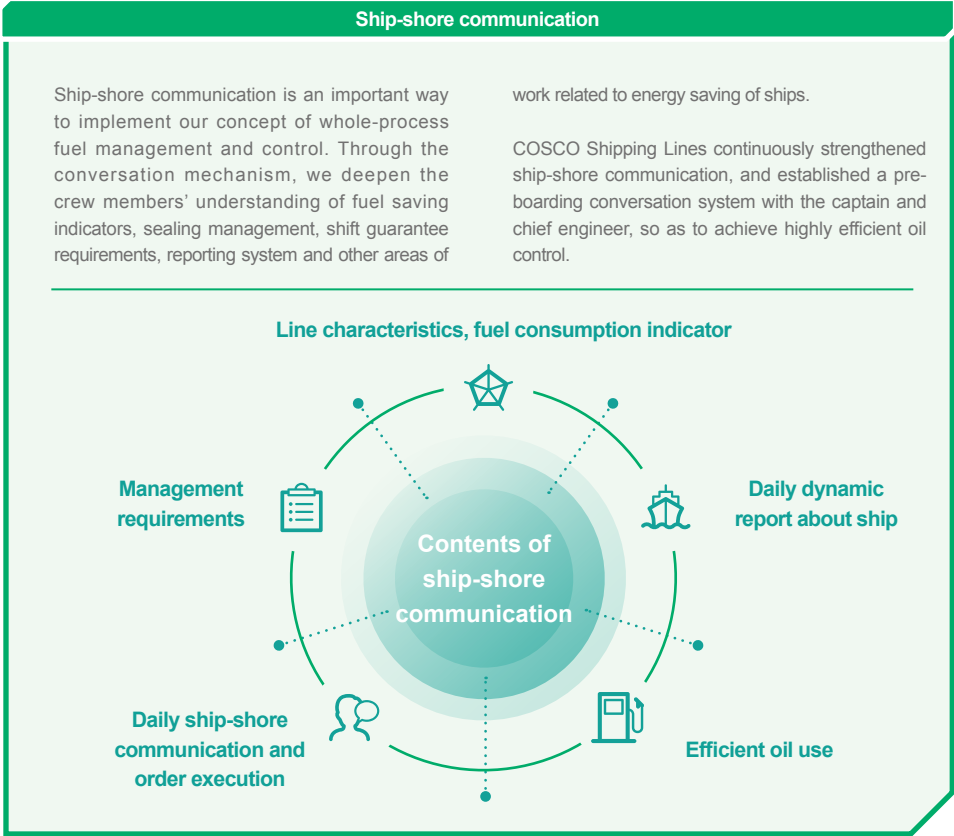 Ship-shore communication
Ship-shore communication is an important way
to implement our concept of whole-process
fuel management and control. Through the
conversation mechanism, we deepen the
crew members’ understanding of fuel saving
indicators, sealing management, shift guarantee
requirements, reporting system and other areas of
work related to energy saving of ships.
COSCO Shipping Lines continuously strengthened
ship-shore communication, and established a pre-
boarding conversation system with the captain and
chief engineer, so as to achieve highly efficient oil
control.
Line characteristics, fuel consumption indicator
Management
requirements
Daily dynamic
report about ship
Contents of
ship-shore
communication
Daily ship-shore
communication and
order execution
Efficient oil use